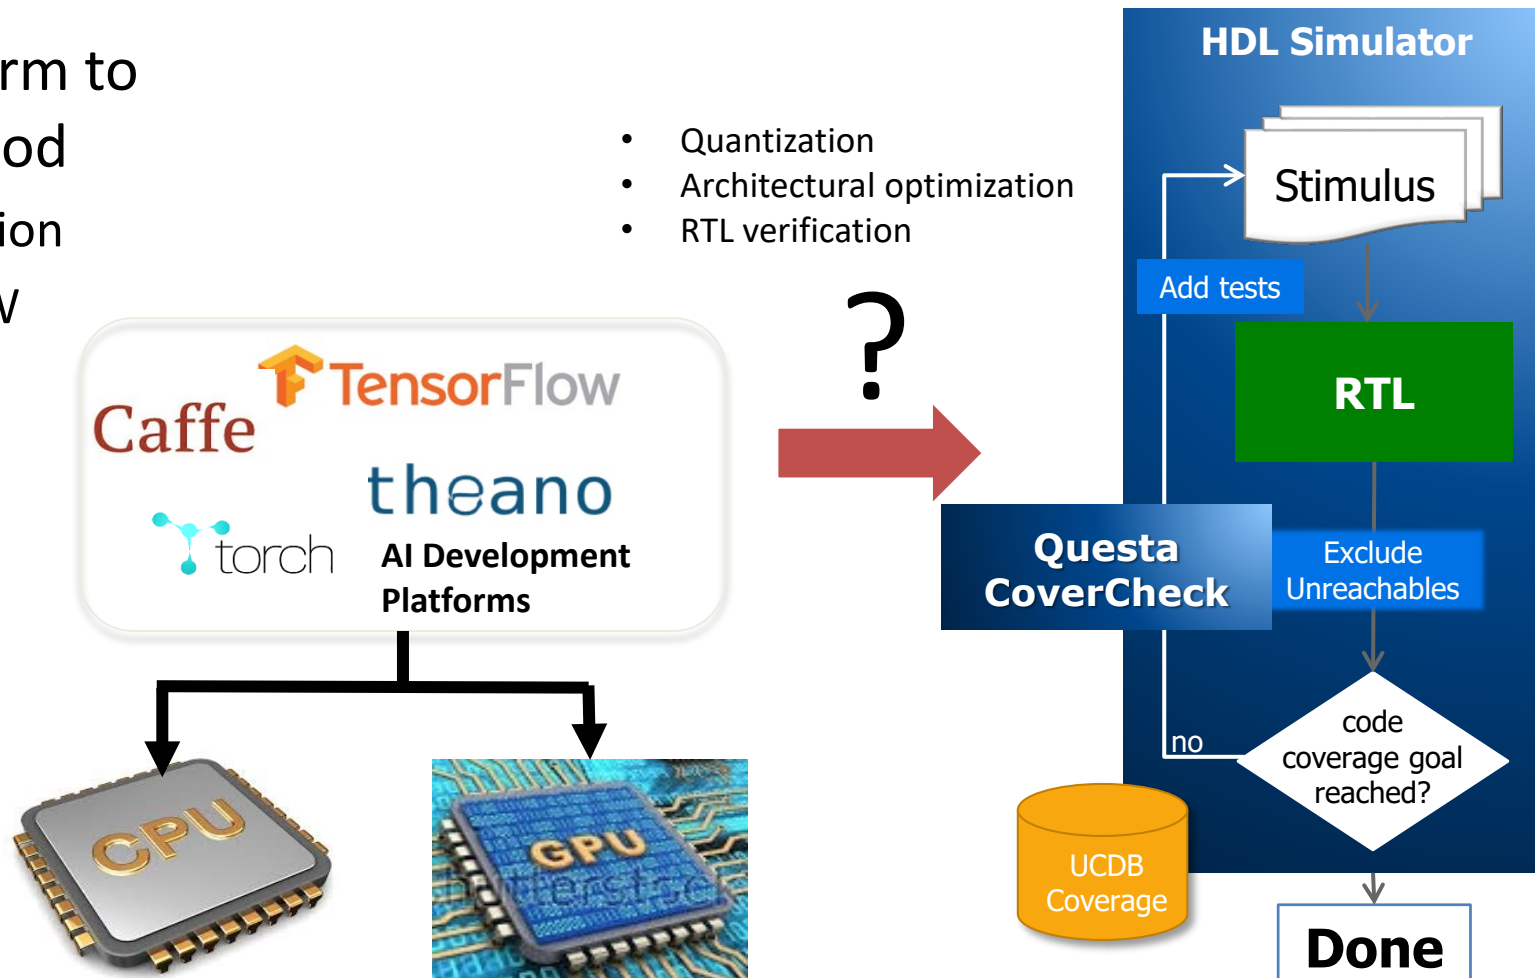 rm to
od
ion
W
• Quantization
• Architectural optimization
• RTL verification
?
TensorFlow
Caffe
theano
torch
AI Development
Platforms
CPU
GPU
HDL Simulator
Stimulus
Add tests
RTL
Questa
CoverCheck
Exclude
Unreachables
code
coverage goal
reached?
no
UCDB
Coverage
Done